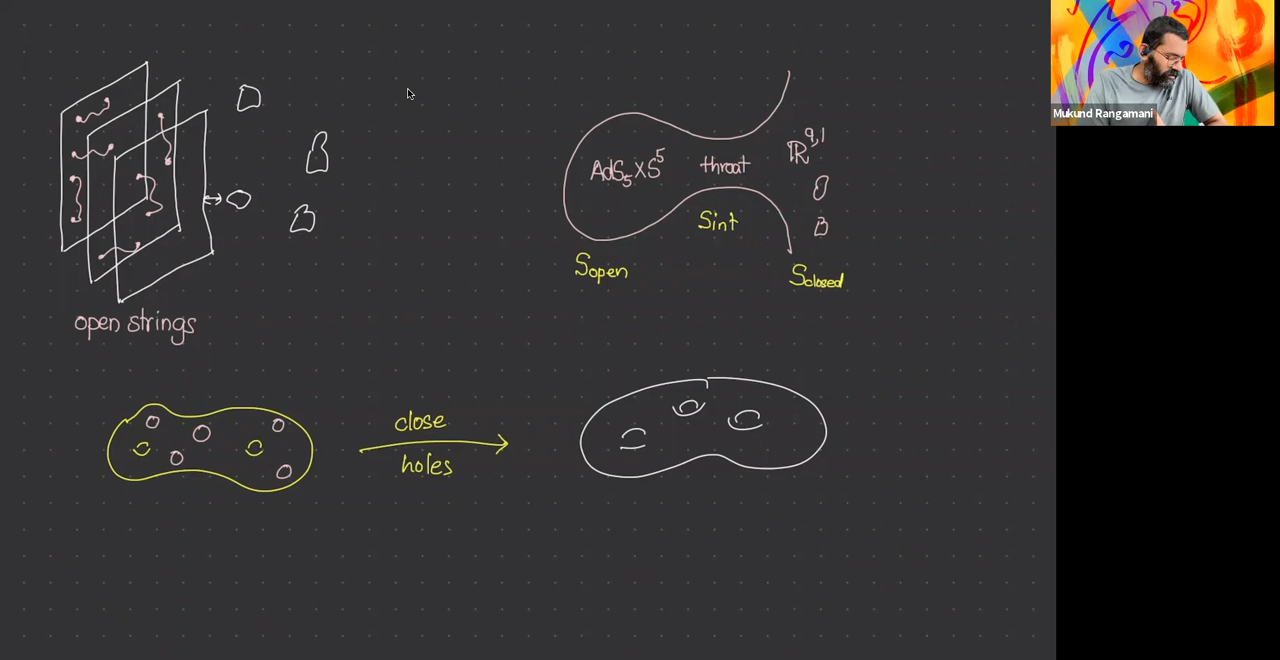 Mukund Rangamani
AdS₅×S⁵ throat ℝ⁹,¹
Sint
Sopen Sclosed
open strings
close
holes